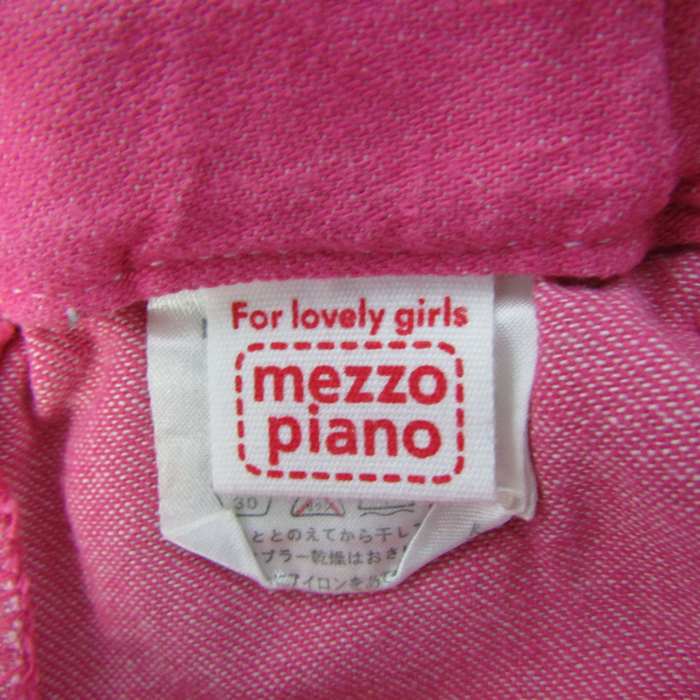 For lovely girls
mezzo
piano
30
ととのえてから干して
ブラー乾燥はおさ
アイロンをあ